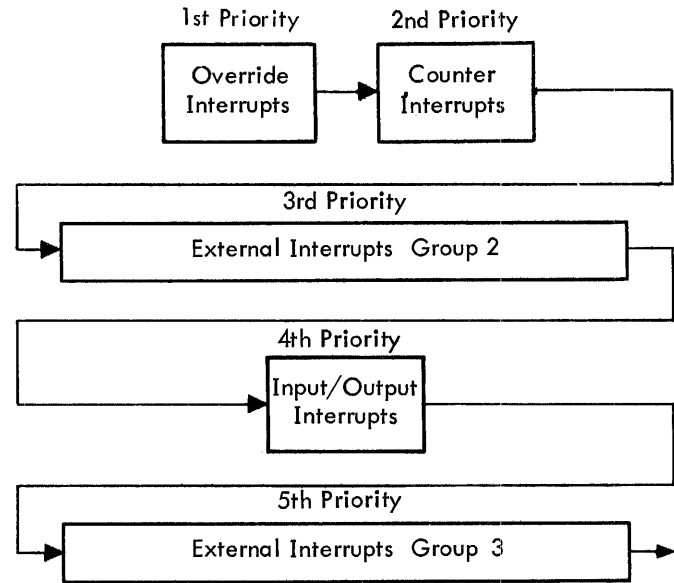 1st Priority
2nd Priority
Override
Interrupts
Counter
Interrupts
3rd Priority
External Interrupts Group 2
4th Priority
Input/Output
Interrupts
5th Priority
External Interrupts Group 3